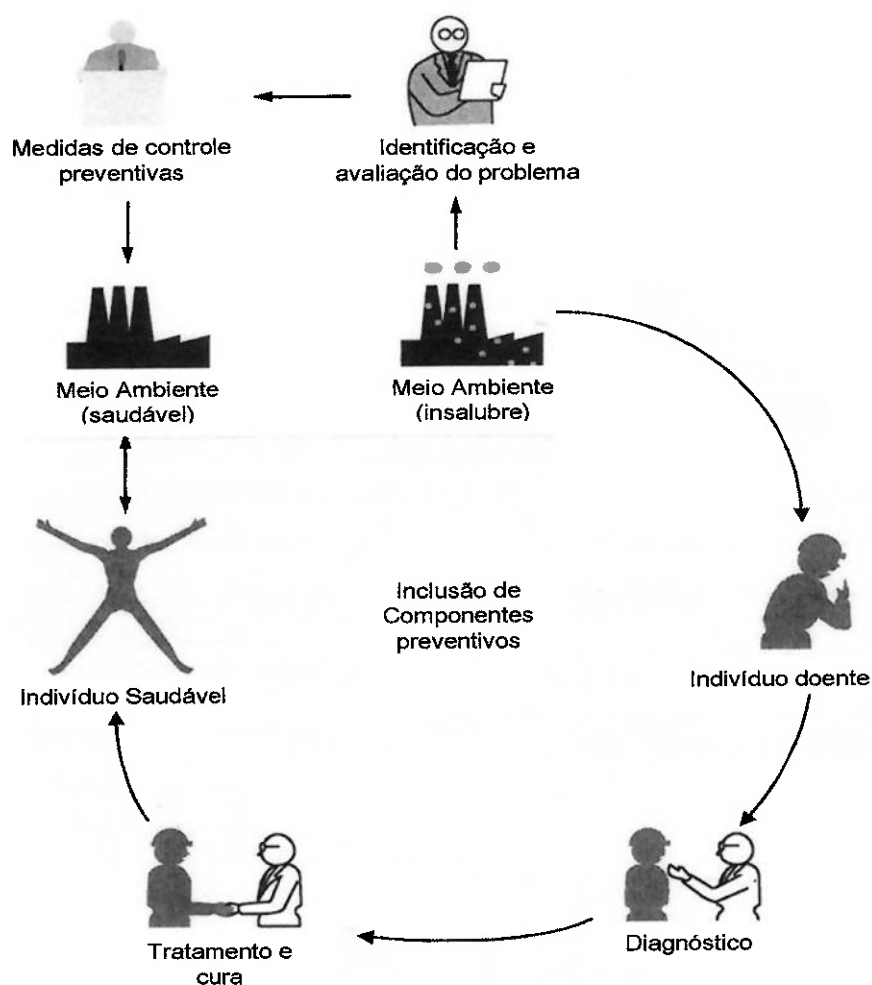 Medidas de controle
preventivas
Identificação e
avaliação do problema
Meio Ambiente
(saudável)
Meio Ambiente
(insalubre)
Inclusão de
Componentes
preventivos
Indivíduo Saudável
Indivíduo doente
Tratamento e
cura
Diagnóstico